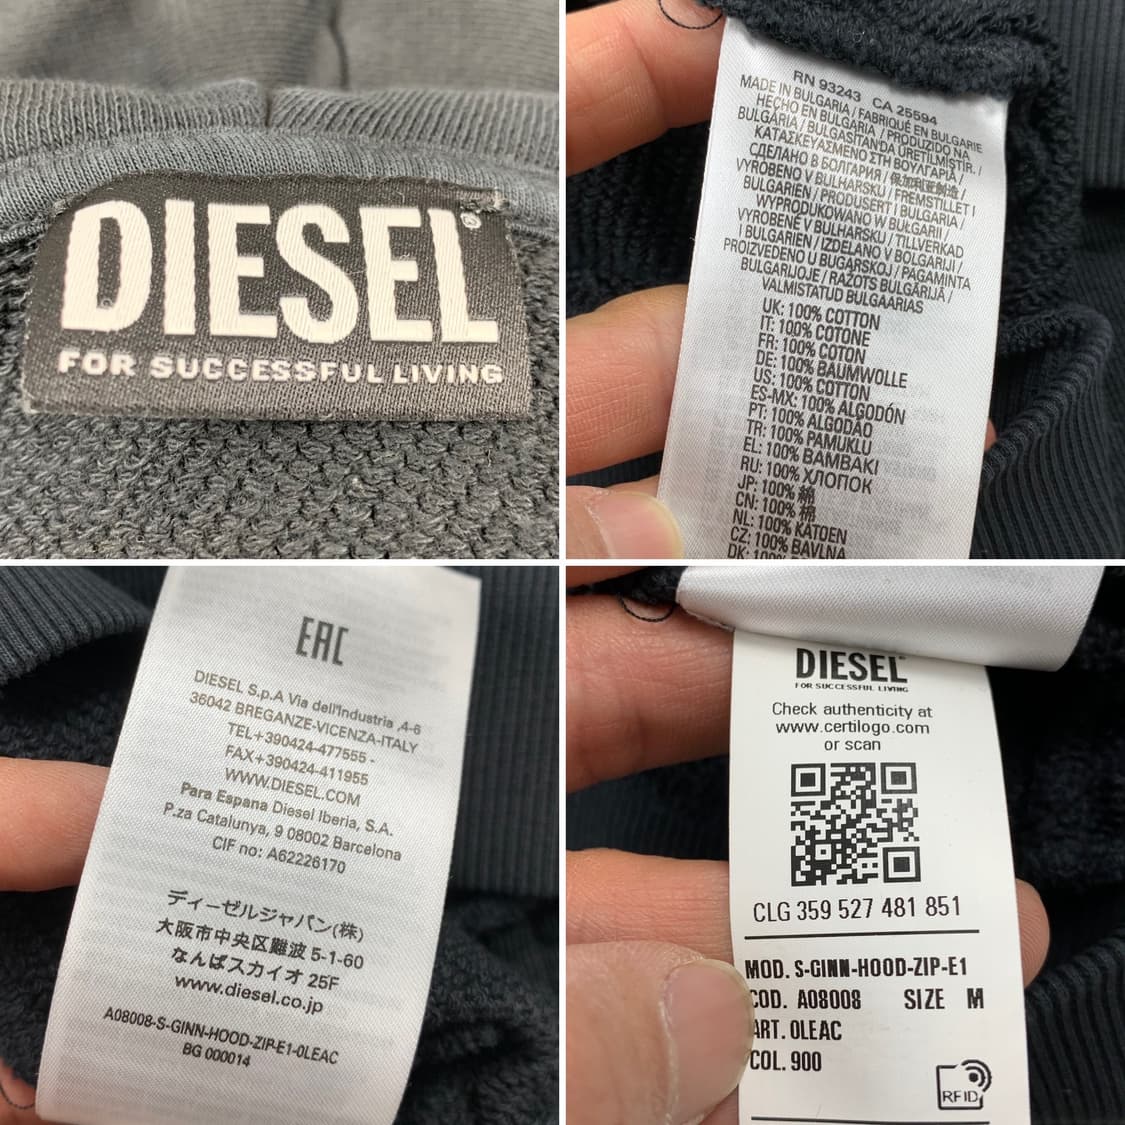 DIESEL®
FOR SUCCESSFUL LIVING
RN 93243 CA 25594
MADE IN BULGARIA / FABRIQUÉ EN BULGARIE
HECHO EN BULGARIA / PRODUZIDO NA
BULGÁRIA / BULGASITAN'DA ÜRETİLMİSTİR. /
ΚΑΤΑΣΚΕΥΑΣΜΕΝΟ ΣΤΗ ΒΟΥΛΓΑΡΙΑ /
СДЕЛАНО В БОЛГАРИЯ /
VYROBENO V BULHARSKU / FREMSTILLET I
BULGARIEN / PRODUSERT I BULGARIA /
WYPRODUKOWANO W BUŁGARII /
VYROBENÉ V BULHARSKU / TILLVERKAD
I BULGARIEN / IZDELANO V BOLGARIJI /
PROIZVEDENO U BUGARSKOJ / PAGAMINTA
BULGARIJOJE / RAŽOTS BULGĀRIJĀ /
VALMISTATUD BULGAARIAS
UK: 100% COTTON
IT: 100% COTONE
FR: 100% COTON
DE: 100% BAUMWOLLE
US: 100% COTTON
ES-MX: 100% ALGODÓN
PT: 100% ALGODAO
TR: 100% PAMUKLU
EL: 100% BAMBAKI
RU: 100% ХЛОПОК
JP: 100% 綿
CN: 100% 棉
NL: 100% KATOEN
CZ: 100% BAVLNA
DK: 100%
EAC
DIESEL S.p.A Via dell'Industria ,4-6
36042 BREGANZE-VICENZA-ITALY
TEL+390424-477555 -
FAX+390424-411955
WWW.DIESEL.COM
Para Espana Diesel Iberia, S.A.
P.za Catalunya, 9 08002 Barcelona
CIF no: A62226170
ディーゼルジャパン(株)
大阪市中央区難波 5-1-60
なんばスカイオ 25F
www.diesel.co.jp
A08008-S-GINN-HOOD-ZIP-E1-0LEAC
BG 000014
DIESEL
FOR SUCCESSFUL LIVING
Check authenticity at
www.certilogo.com
or scan
CLG 359 527 481 851
MOD. S-GINN-HOOD-ZIP-E1
COD. A08008 SIZE M
ART. 0LEAC
COL. 900
RFID